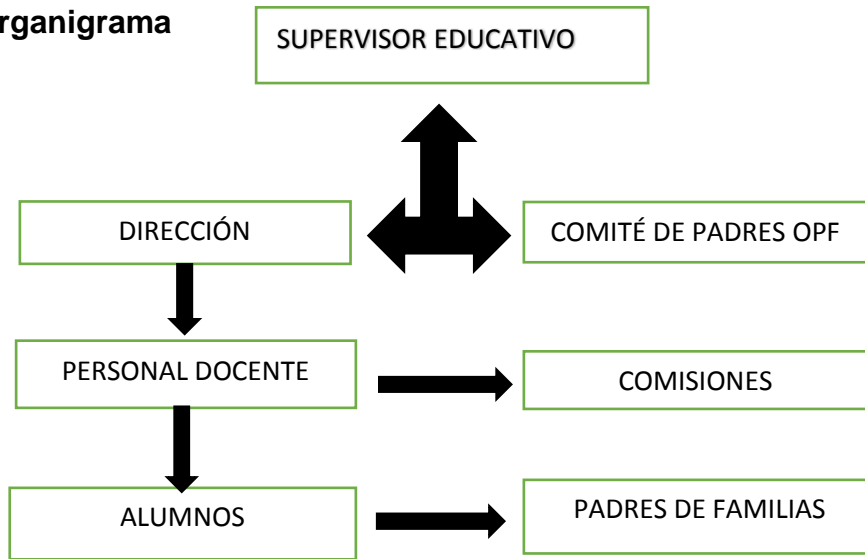 rganigrama
SUPERVISOR EDUCATIVO
DIRECCIÓN
COMITÉ DE PADRES OPF
PERSONAL DOCENTE
COMISIONES
ALUMNOS
PADRES DE FAMILIAS